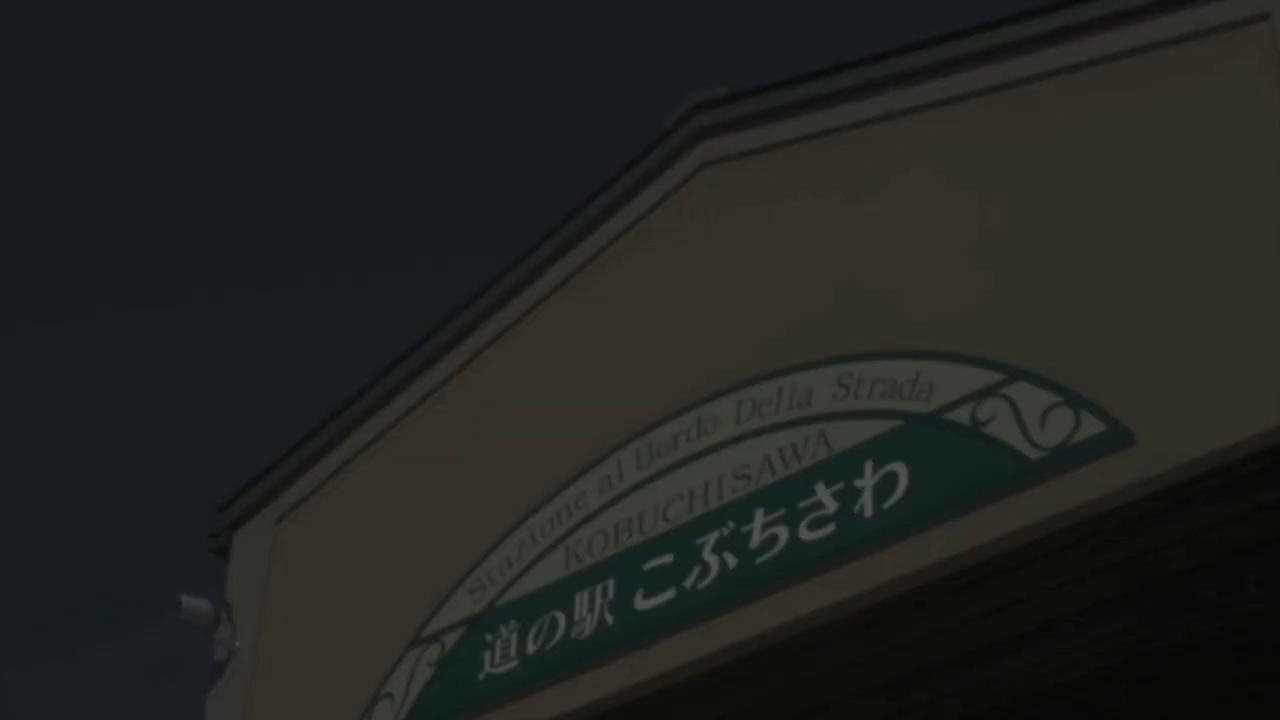 Stazione al Bordo Della Strada
KOBUCHISAWA
道の駅 こぶちさわ